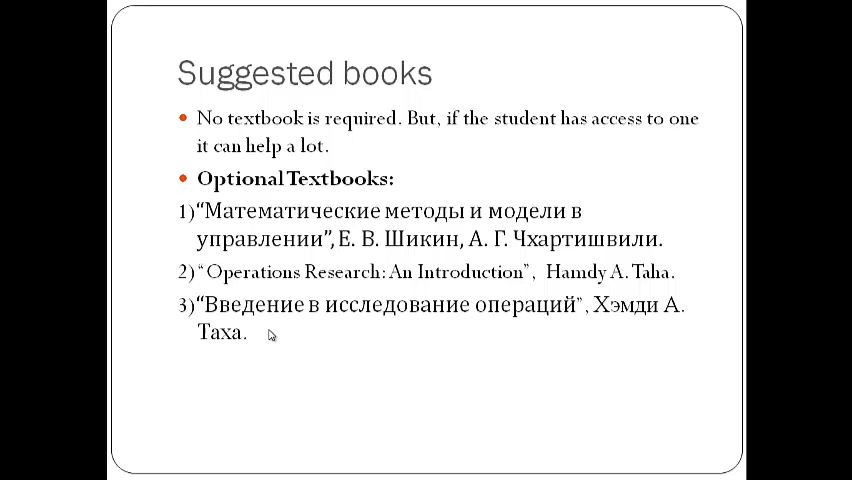 Suggested books
• No textbook is required. But, if the student has access to one
it can help a lot.
• Optional Textbooks:
1)“Математические методы и модели в
управлении”, Е. В. Шикин, А. Г. Чхартишвили.
2)“Operations Research: An Introduction”, Hamdy A. Taha.
3)“Введение в исследование операций”, Хэмди А.
Таха.